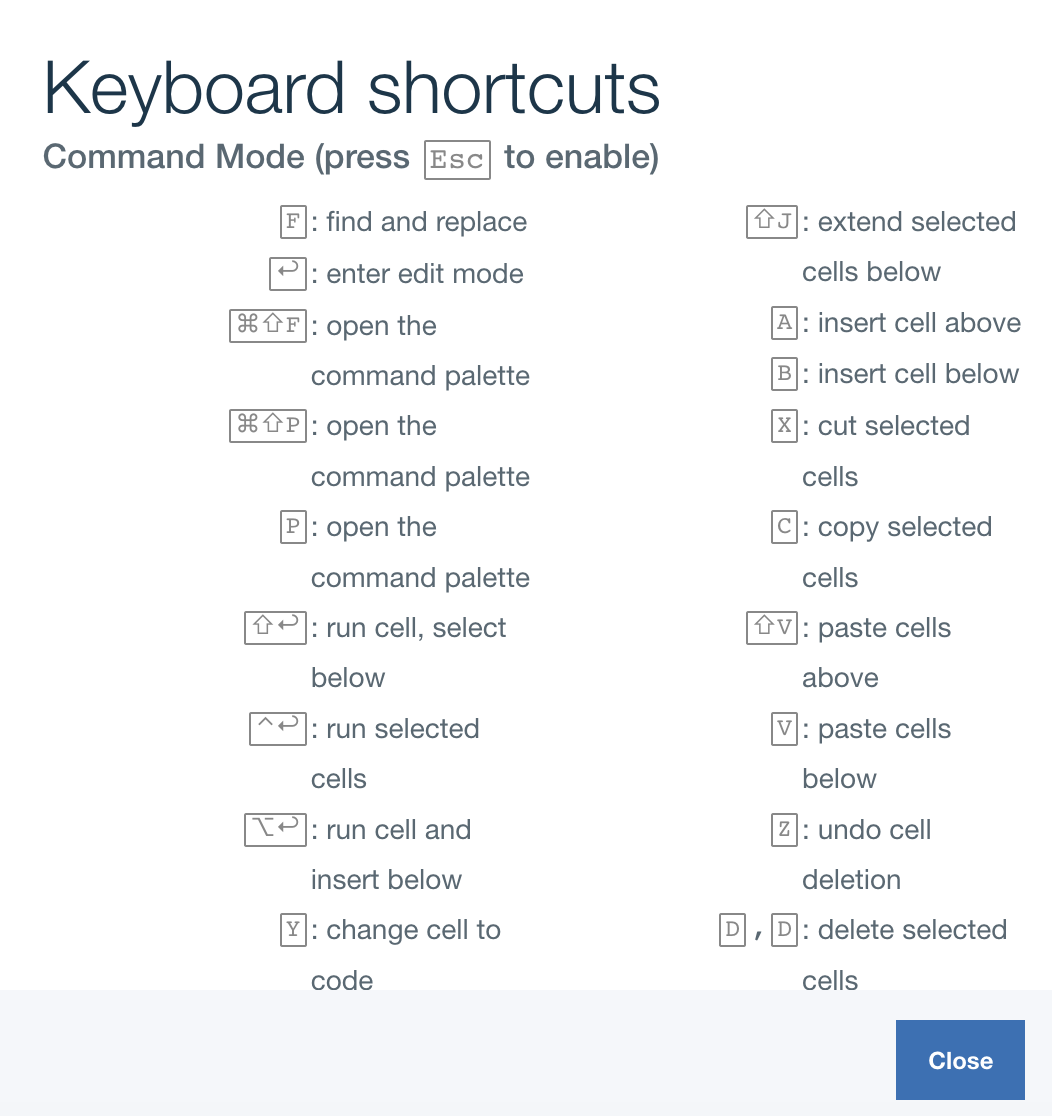 Keyboard shortcuts
Command Mode (press Esc to enable)
F : find and replace
↩ : enter edit mode
⌘⇧F : open the
command palette
⌘⇧P : open the
command palette
P : open the
command palette
⇧↩ : run cell, select
below
^↩ : run selected
cells
⌥↩ : run cell and
insert below
Y : change cell to
code
⇧J : extend selected
cells below
A : insert cell above
B : insert cell below
X : cut selected
cells
C : copy selected
cells
⇧V : paste cells
above
V : paste cells
below
Z : undo cell
deletion
D , D : delete selected
cells
Close